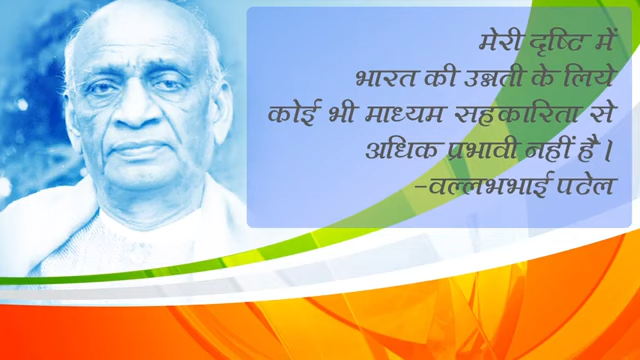 मेरी दृष्टि में
भारत की उन्नती के लिये
कोई भी माध्यम सहकारिता से
अधिक प्रभावी नहीं है।
-वल्लभभाई पटेल